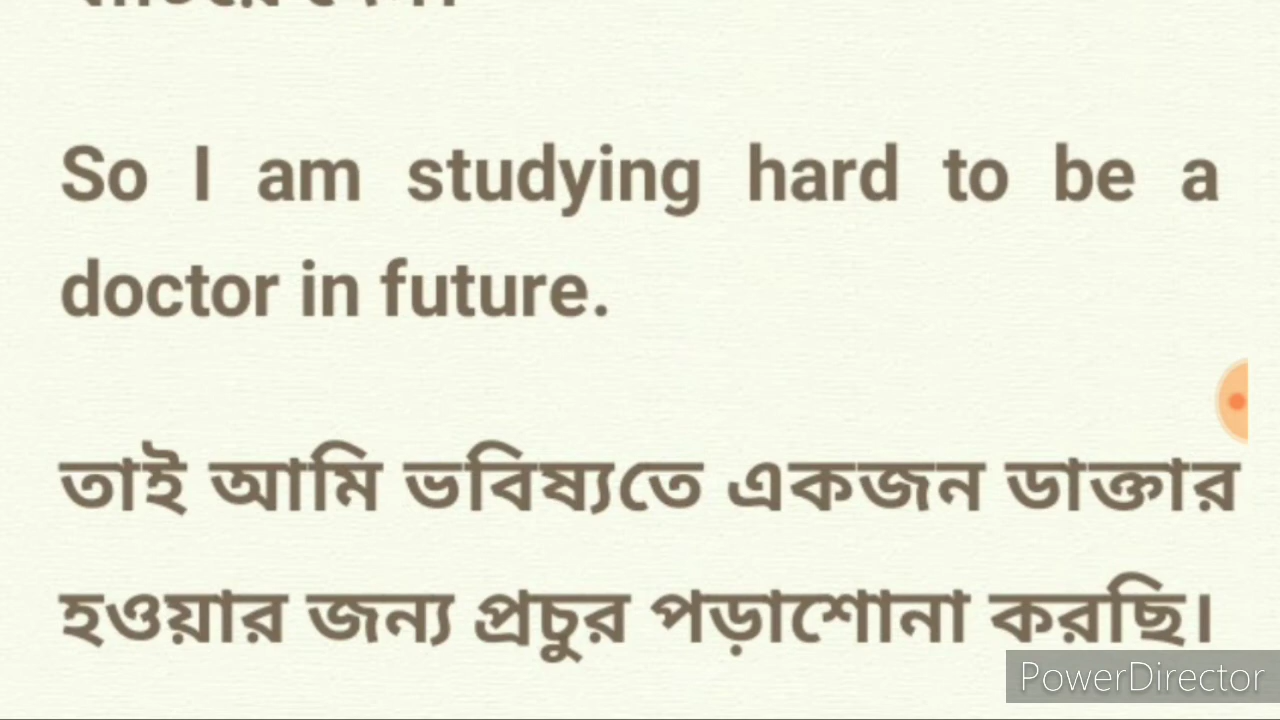 So I am studying hard to be a
doctor in future.
তাই আমি ভবিষ্যতে একজন ডাক্তার
হওয়ার জন্য প্রচুর পড়াশোনা করছি।
PowerDirector